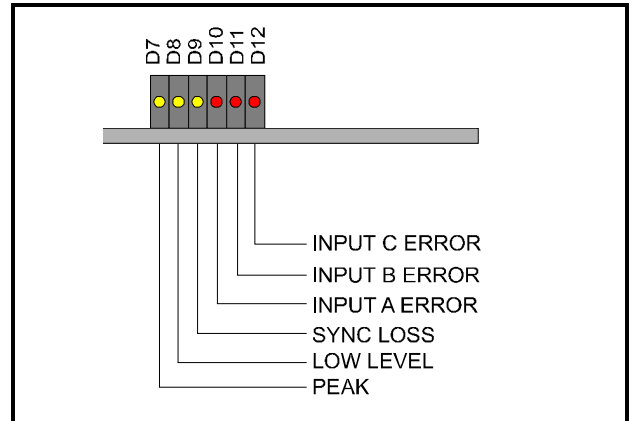 D7
D8
D9
D10
D11
D12
INPUT C ERROR
INPUT B ERROR
INPUT A ERROR
SYNC LOSS
LOW LEVEL
PEAK